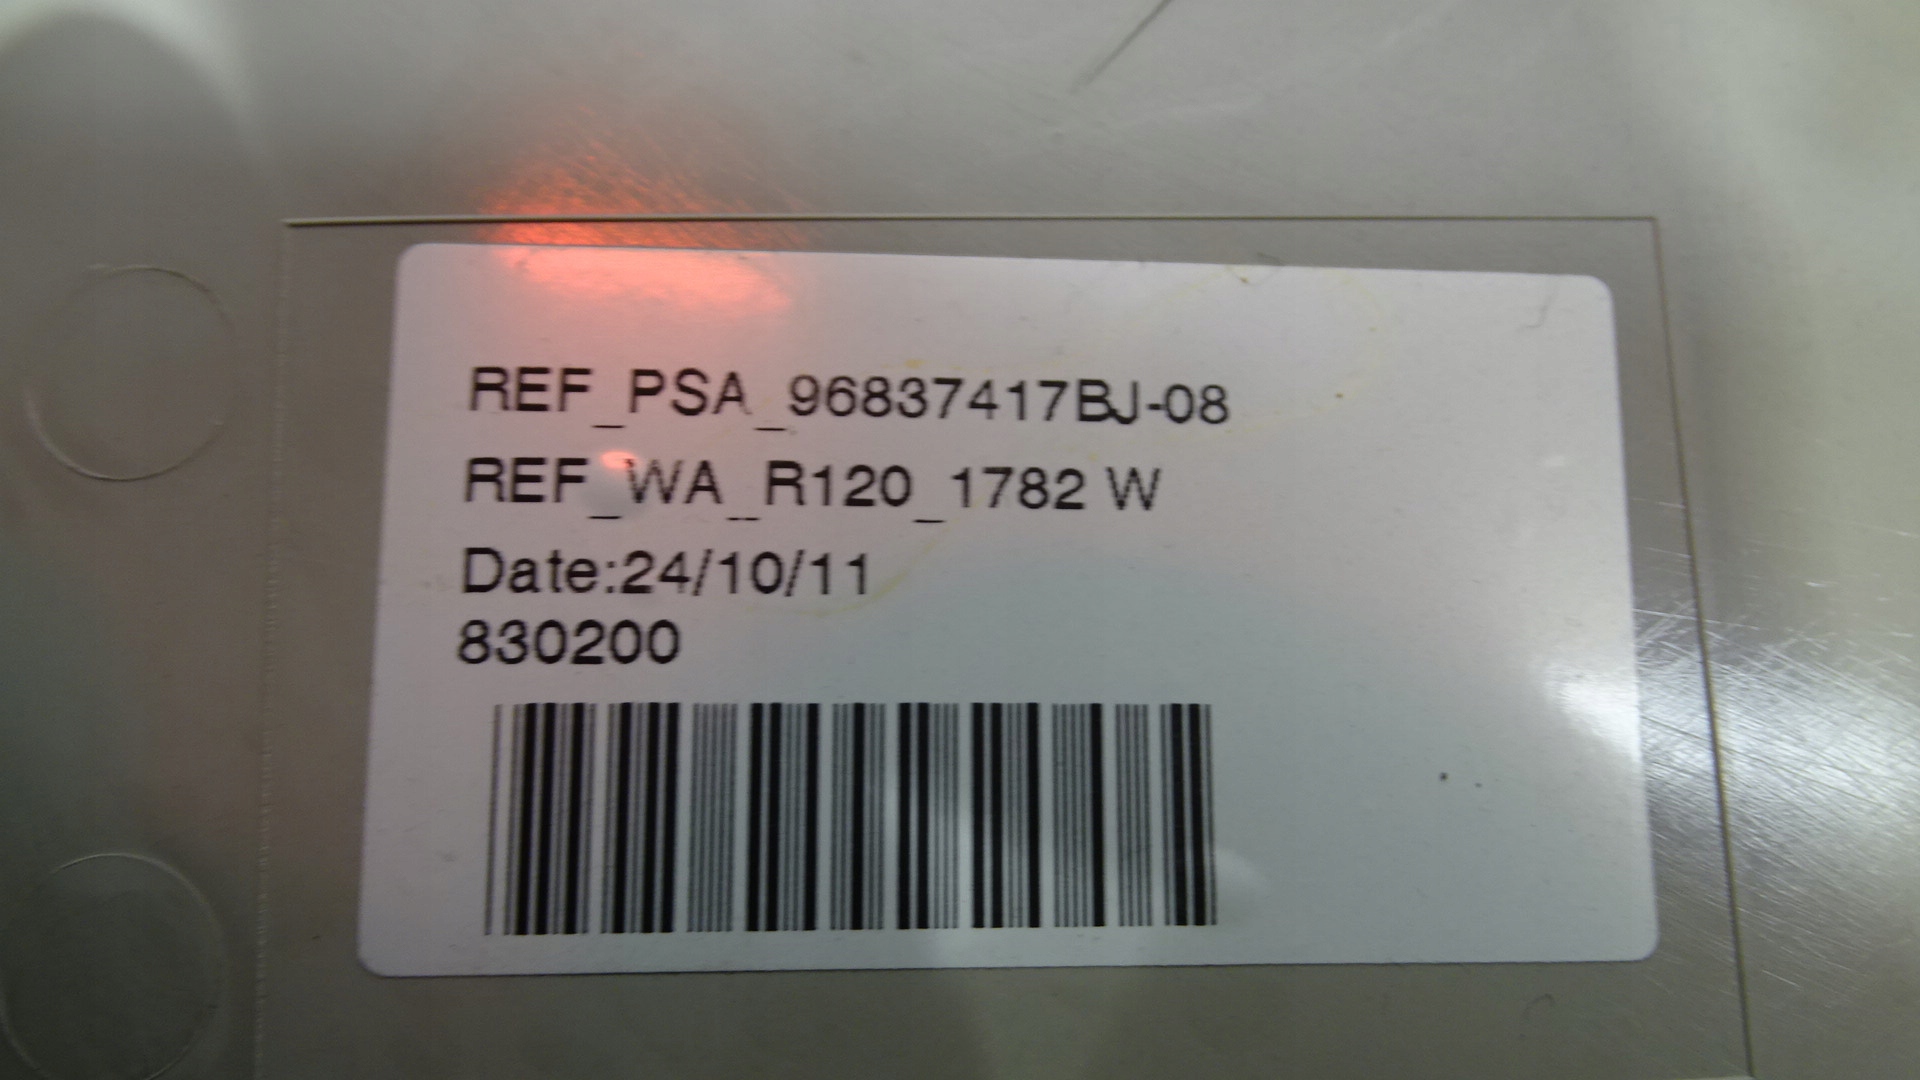 REF_PSA_96837417BJ-08
REF_WA_R120_1782 W
Date:24/10/11
830200